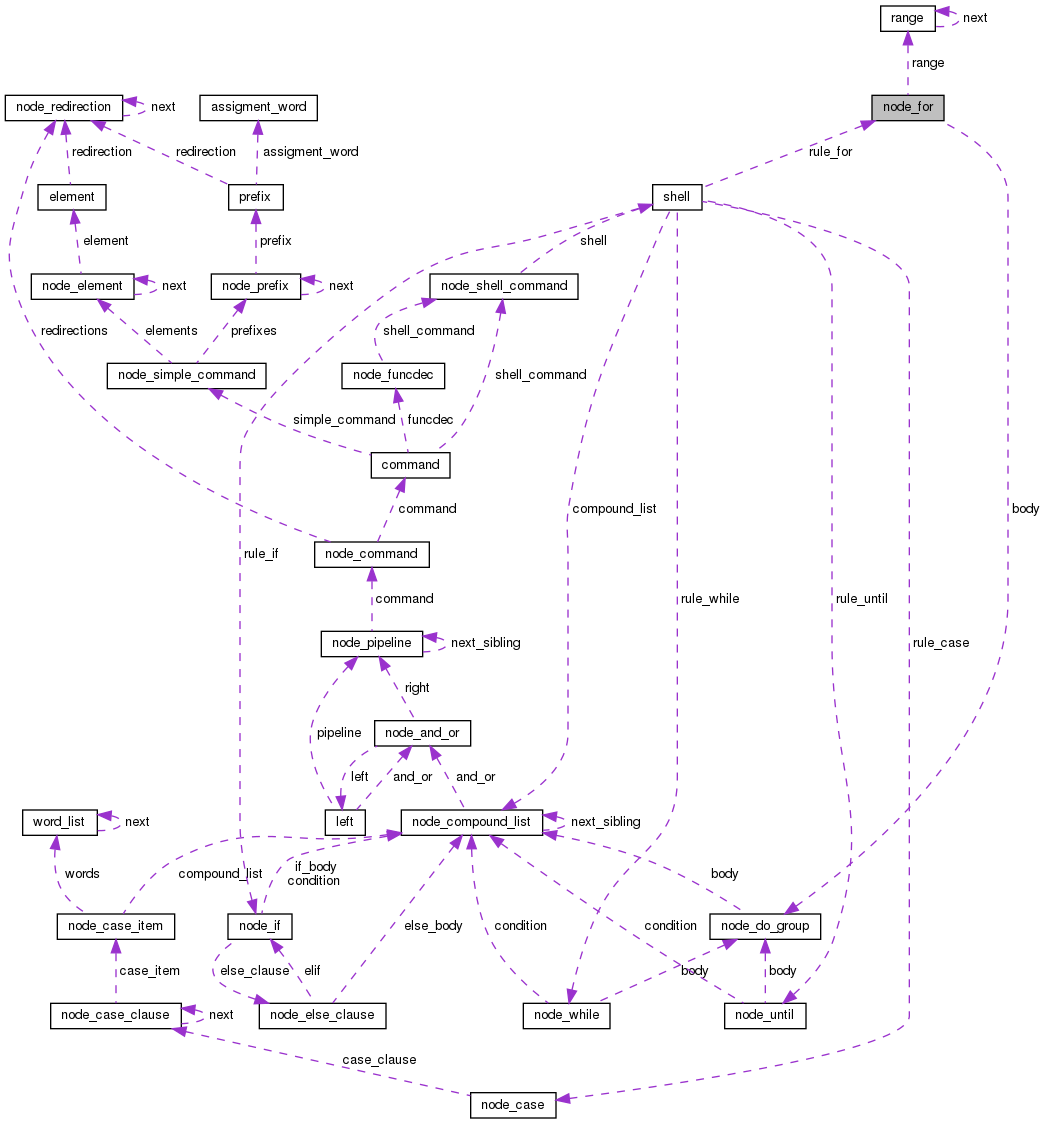 range
next
range
node_redirection
next
assigment_word
node_for
redirection
redirection
assigment_word
rule_for
element
prefix
shell
element
prefix
shell
node_element
next
node_prefix
next
node_shell_command
redirections
elements
prefixes
shell_command
node_simple_command
node_funcdec
shell_command
simple_command
funcdec
command
command
compound_list
body
rule_if
node_command
command
rule_while
rule_until
node_pipeline
next_sibling
rule_case
right
pipeline
node_and_or
left
and_or
and_or
word_list
next
left
node_compound_list
next_sibling
words
compound_list
if_body
condition
body
node_case_item
node_if
else_body
condition
condition
node_do_group
case_item
else_clause
elif
body
body
node_case_clause
next
node_else_clause
node_while
node_until
case_clause
node_case